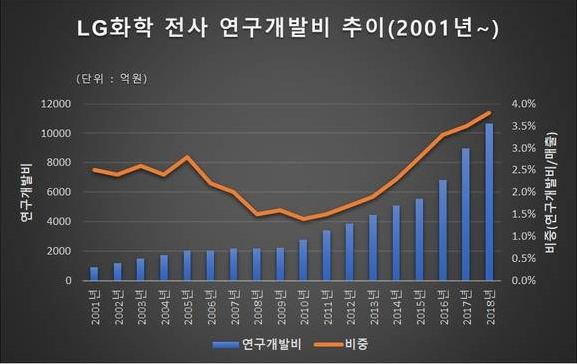 LG화학 전사 연구개발비 추이(2001년~)
(단위 : 억원)
12000
10000
8000
6000
4000
2000
0
연구개발비
4.0%
3.5%
3.0%
2.5%
2.0%
1.5%
1.0%
0.5%
0.0%
비중(연구개발비/매출)
2001년
2002년
2003년
2004년
2005년
2006년
2007년
2008년
2009년
2010년
2011년
2012년
2013년
2014년
2015년
2016년
2017년
2018년
연구개발비 비중